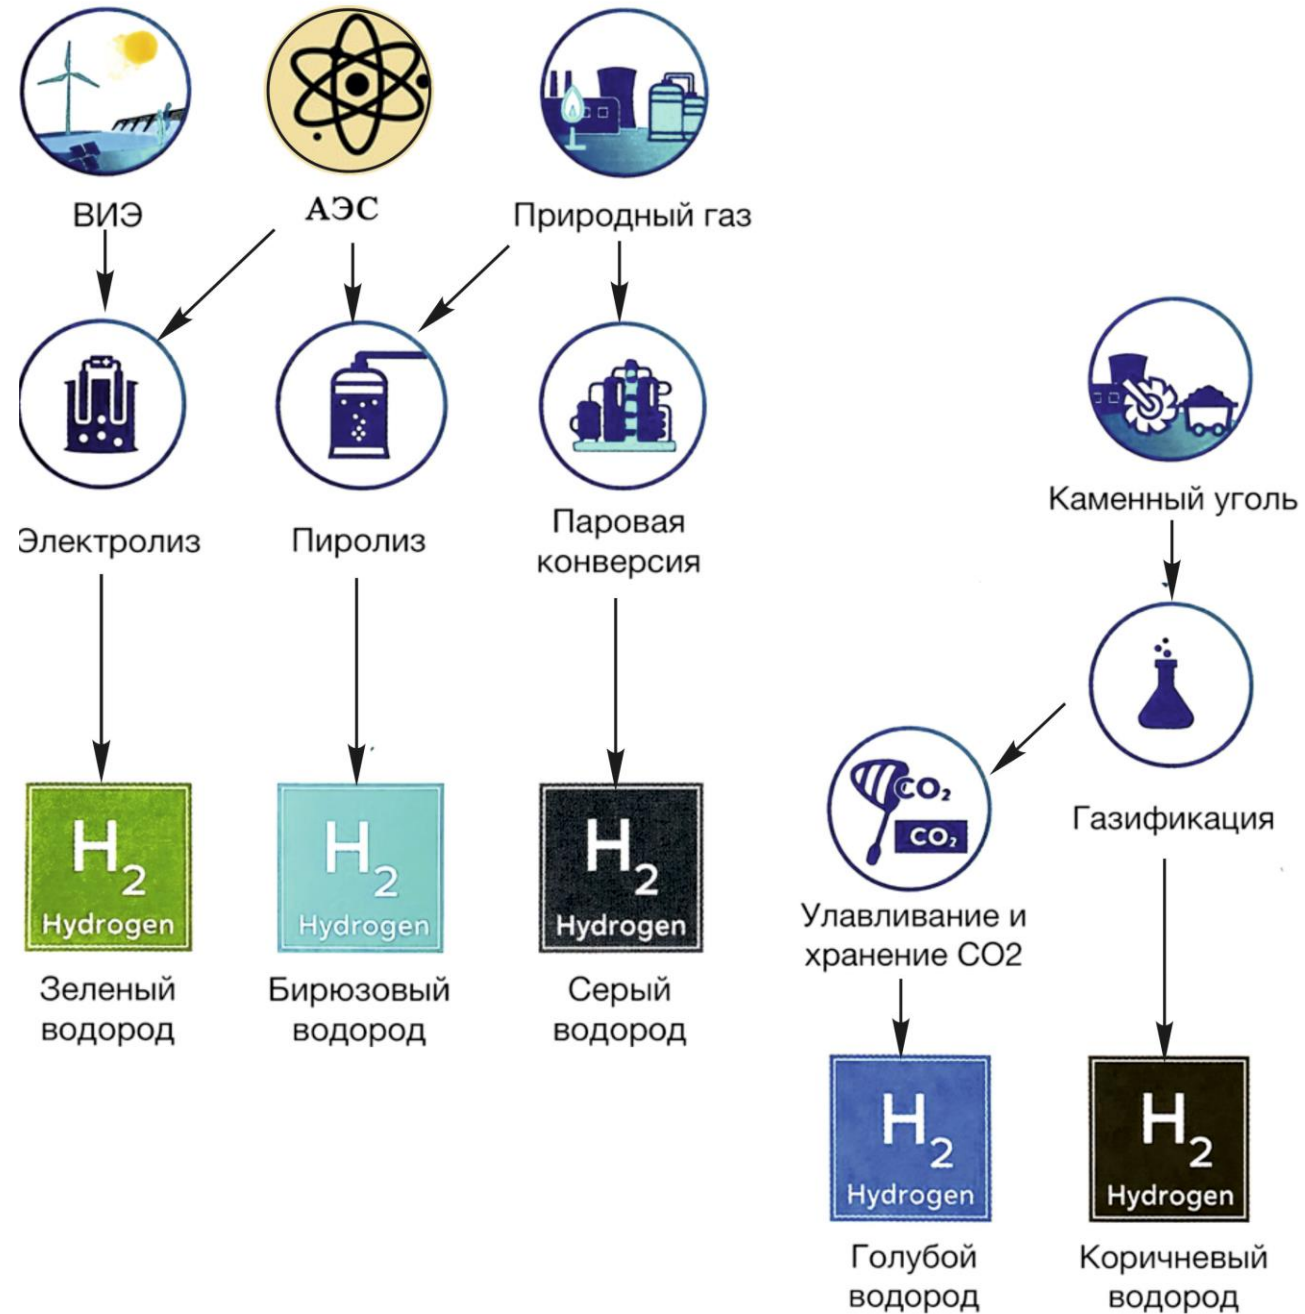 ВИЭ
АЭС
Природный газ
Электролиз
Пиролиз
Паровая
конверсия
Каменный уголь
Газификация
CO₂
CO₂
Улавливание и
хранение СО2
H₂
Hydrogen
Зеленый
водород
H₂
Hydrogen
Бирюзовый
водород
H₂
Hydrogen
Серый
водород
H₂
Hydrogen
Голубой
водород
H₂
Hydrogen
Коричневый
водород